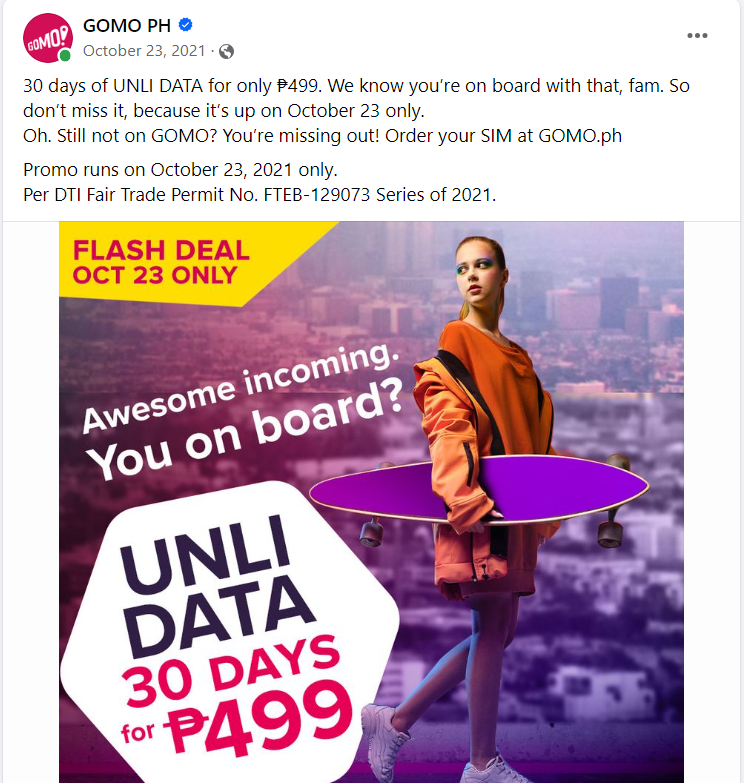 GOMO!
GOMO PH
October 23, 2021 ·
30 days of UNLI DATA for only ₱499. We know you're on board with that, fam. So
don't miss it, because it's up on October 23 only.
Oh. Still not on GOMO? You're missing out! Order your SIM at GOMO.ph
Promo runs on October 23, 2021 only.
Per DTI Fair Trade Permit No. FTEB-129073 Series of 2021.
FLASH DEAL
OCT 23 ONLY
Awesome incoming.
You on board?
UNLI
DATA
30 DAYS
for ₱499